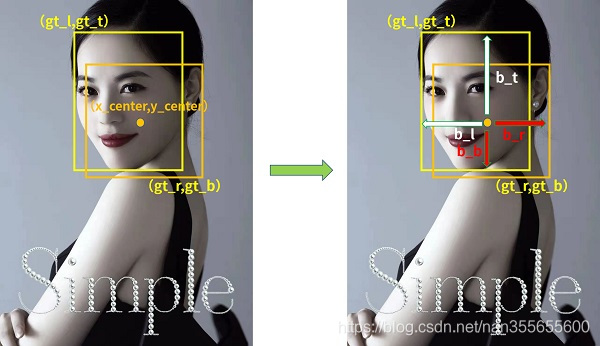 (gt_l,gt_t)
(x_center,y_center)
(gt_r,gt_b)
Simple
(gt_l,gt_t)
b_t
b_l
b_r
b_b
(gt_r,gt_b)
Simple
https://blog.csdn.net/nan355655600